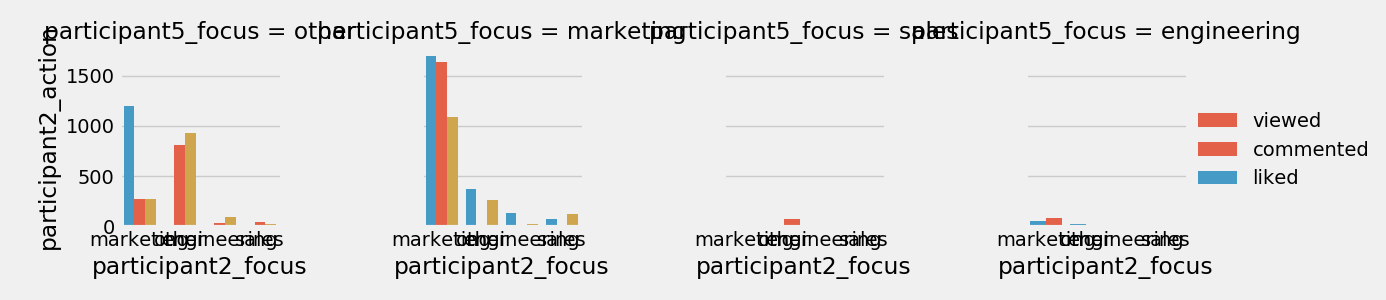 participant5_focus = other
participant5_focus = marketing
participant5_focus = sales
participant5_focus = engineering
participant2_action
1500
1000
500
0
marketing other engineering sales
marketing other engineering sales
marketing other engineering sales
marketing other engineering sales
participant2_focus
participant2_focus
participant2_focus
participant2_focus
viewed
commented
liked